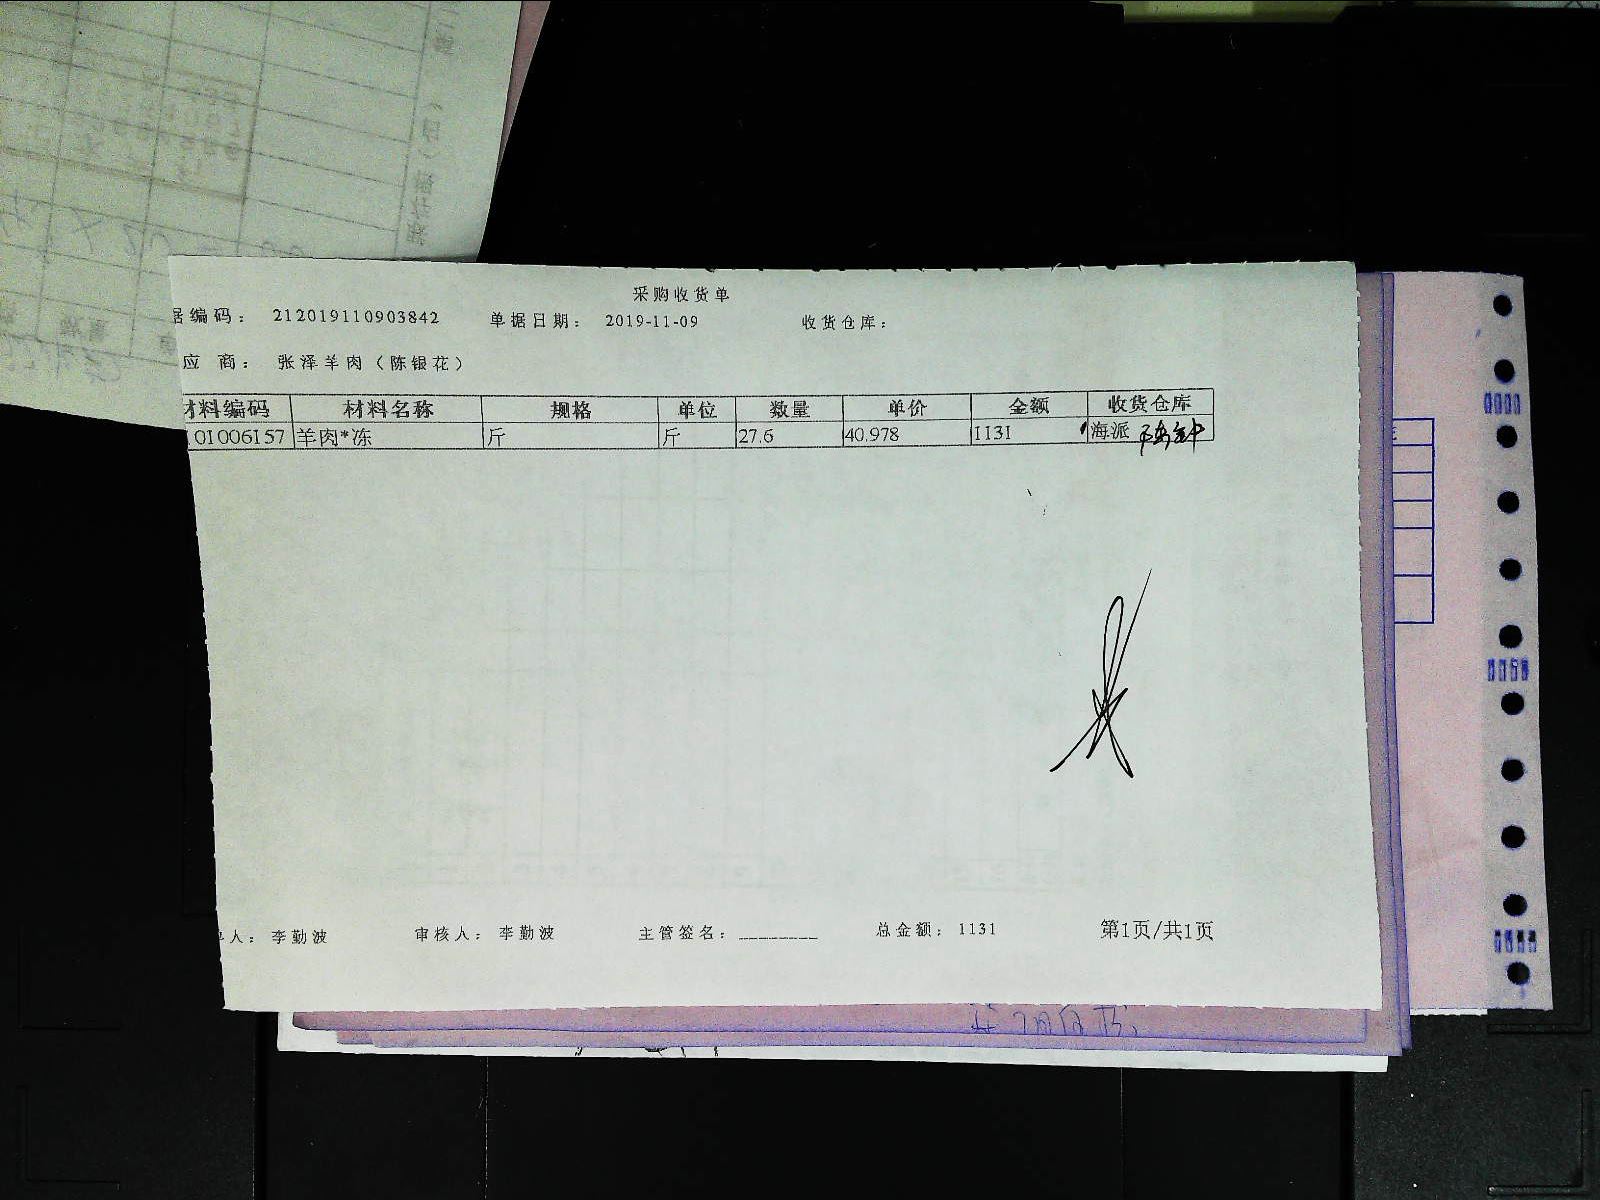 采购收货单
据编码： 212019110903842 单据日期： 2019-11-09 收货仓库：
应 商： 张泽羊肉（陈银花）
材料编码 材料名称 规格 单位 数量 单价 金额 收货仓库
01006157 羊肉*冻 斤 斤 27.6 40.978 1131 海派
人： 李勤波 审核人： 李勤波 主管签名：________ 总金额： 1131 第1页/共1页